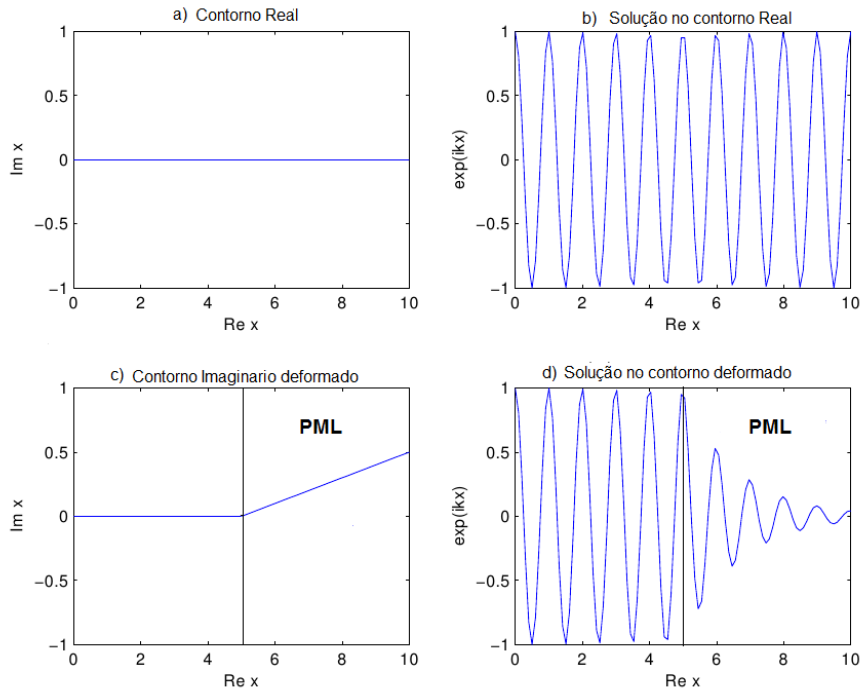 a) Contorno Real
1
0.5
0
−0.5
−1
Im x
0 2 4 6 8 10
Re x
b) Solução no contorno Real
1
0.5
0
−0.5
−1
exp(ikx)
0 2 4 6 8 10
Re x
c) Contorno Imaginario deformado
PML
1
0.5
0
−0.5
−1
Im x
0 2 4 6 8 10
Re x
d) Solução no contorno deformado
PML
1
0.5
0
−0.5
−1
exp(ikx)
0 2 4 6 8 10
Re x